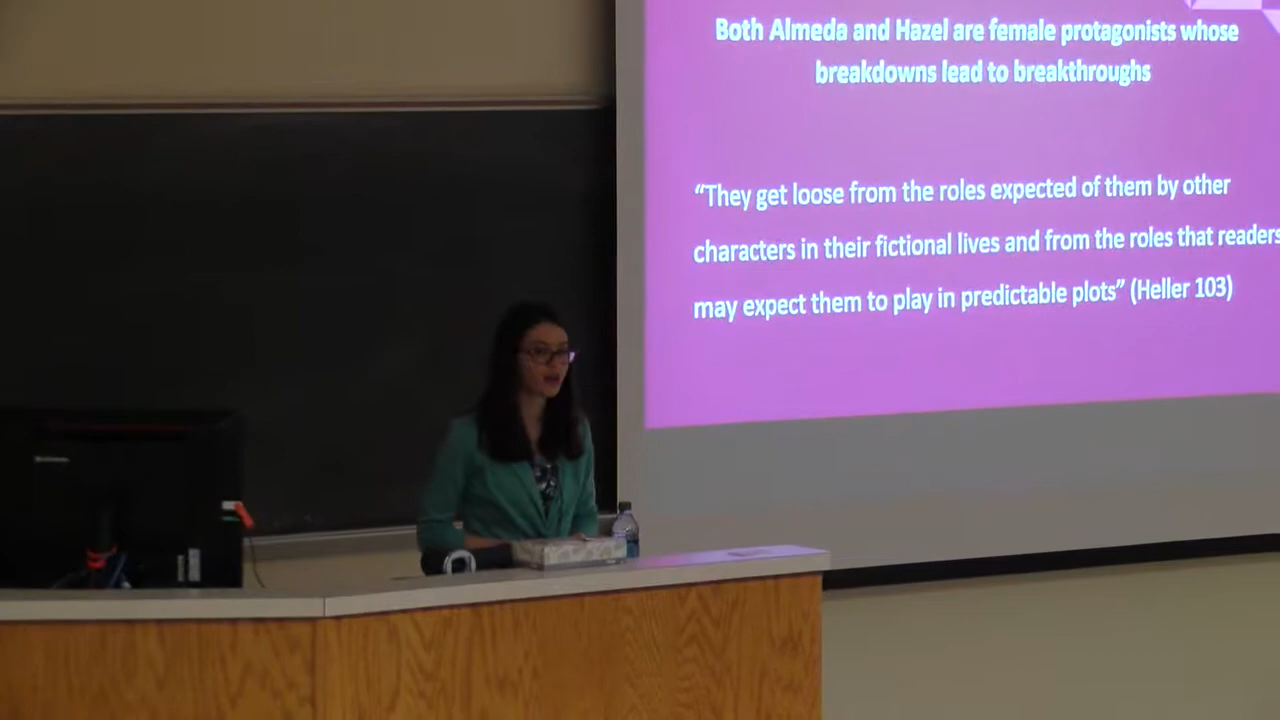 Both Almeda and Hazel are female protagonists whose
breakdowns lead to breakthroughs
“They get loose from the roles expected of them by other
characters in their fictional lives and from the roles that readers
may expect them to play in predictable plots” (Heller 103)